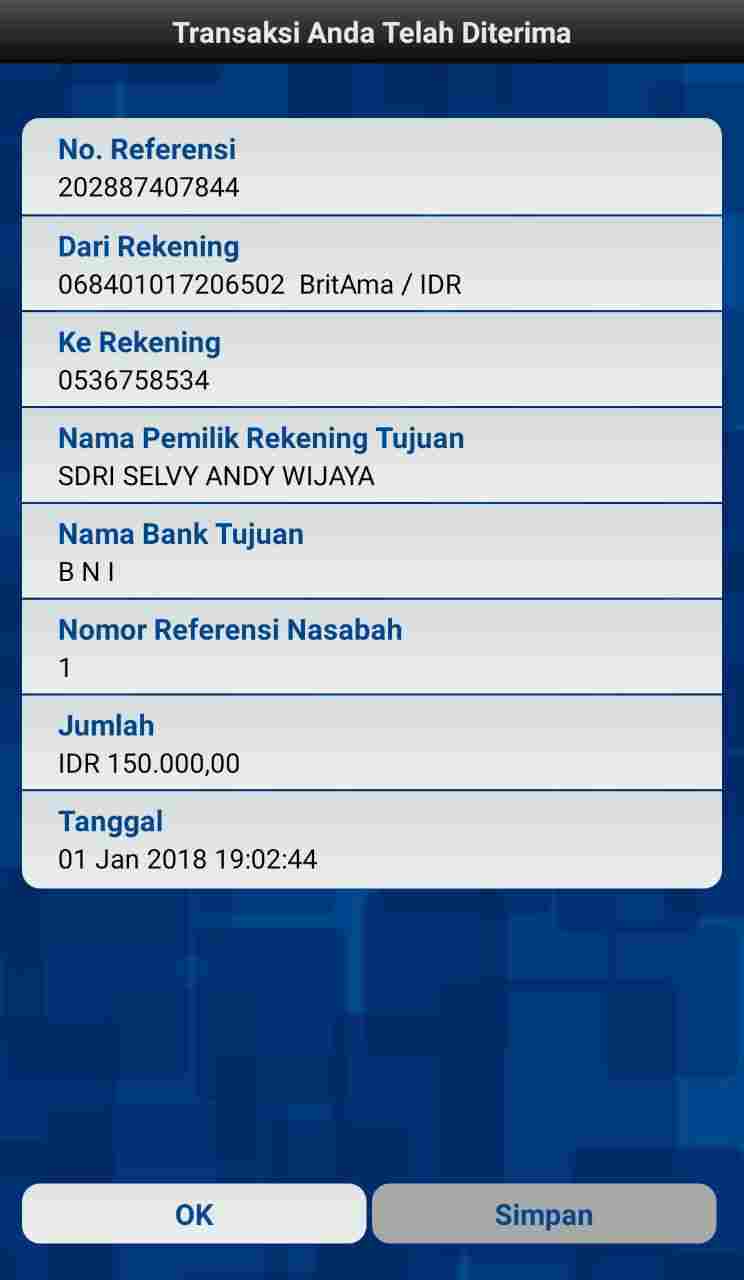 Transaksi Anda Telah Diterima
No. Referensi
202887407844
Dari Rekening
068401017206502  BritAma / IDR
Ke Rekening
0536758534
Nama Pemilik Rekening Tujuan
SDRI SELVY ANDY WIJAYA
Nama Bank Tujuan
B N I
Nomor Referensi Nasabah
1
Jumlah
IDR 150.000,00
Tanggal
01 Jan 2018 19:02:44
OK
Simpan